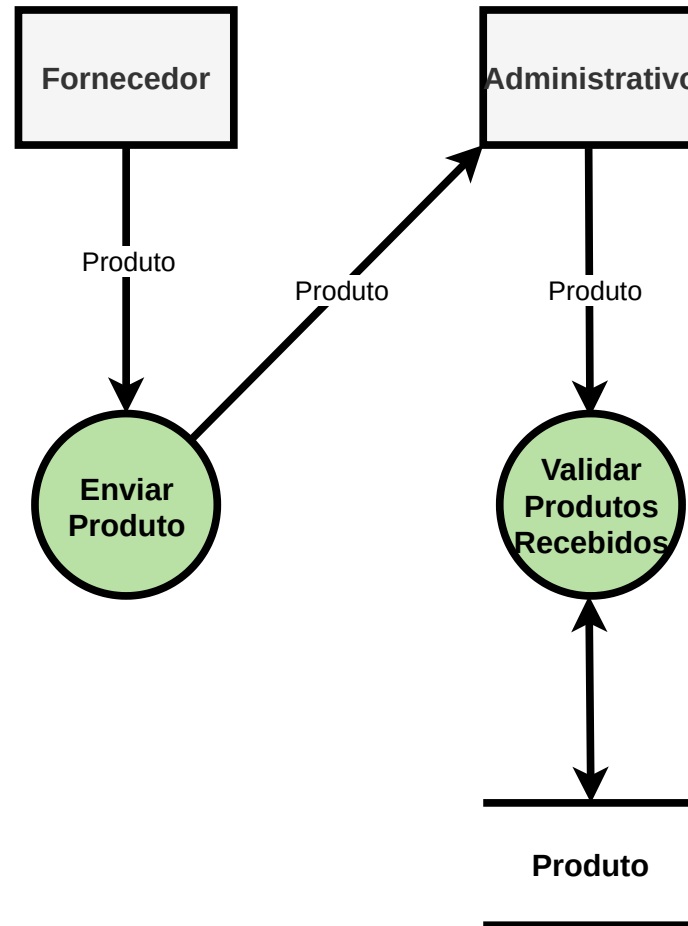 Fornecedor
Administrativo
Produto
Produto
Produto
Enviar
Produto
Validar
Produtos
Recebidos
Produto